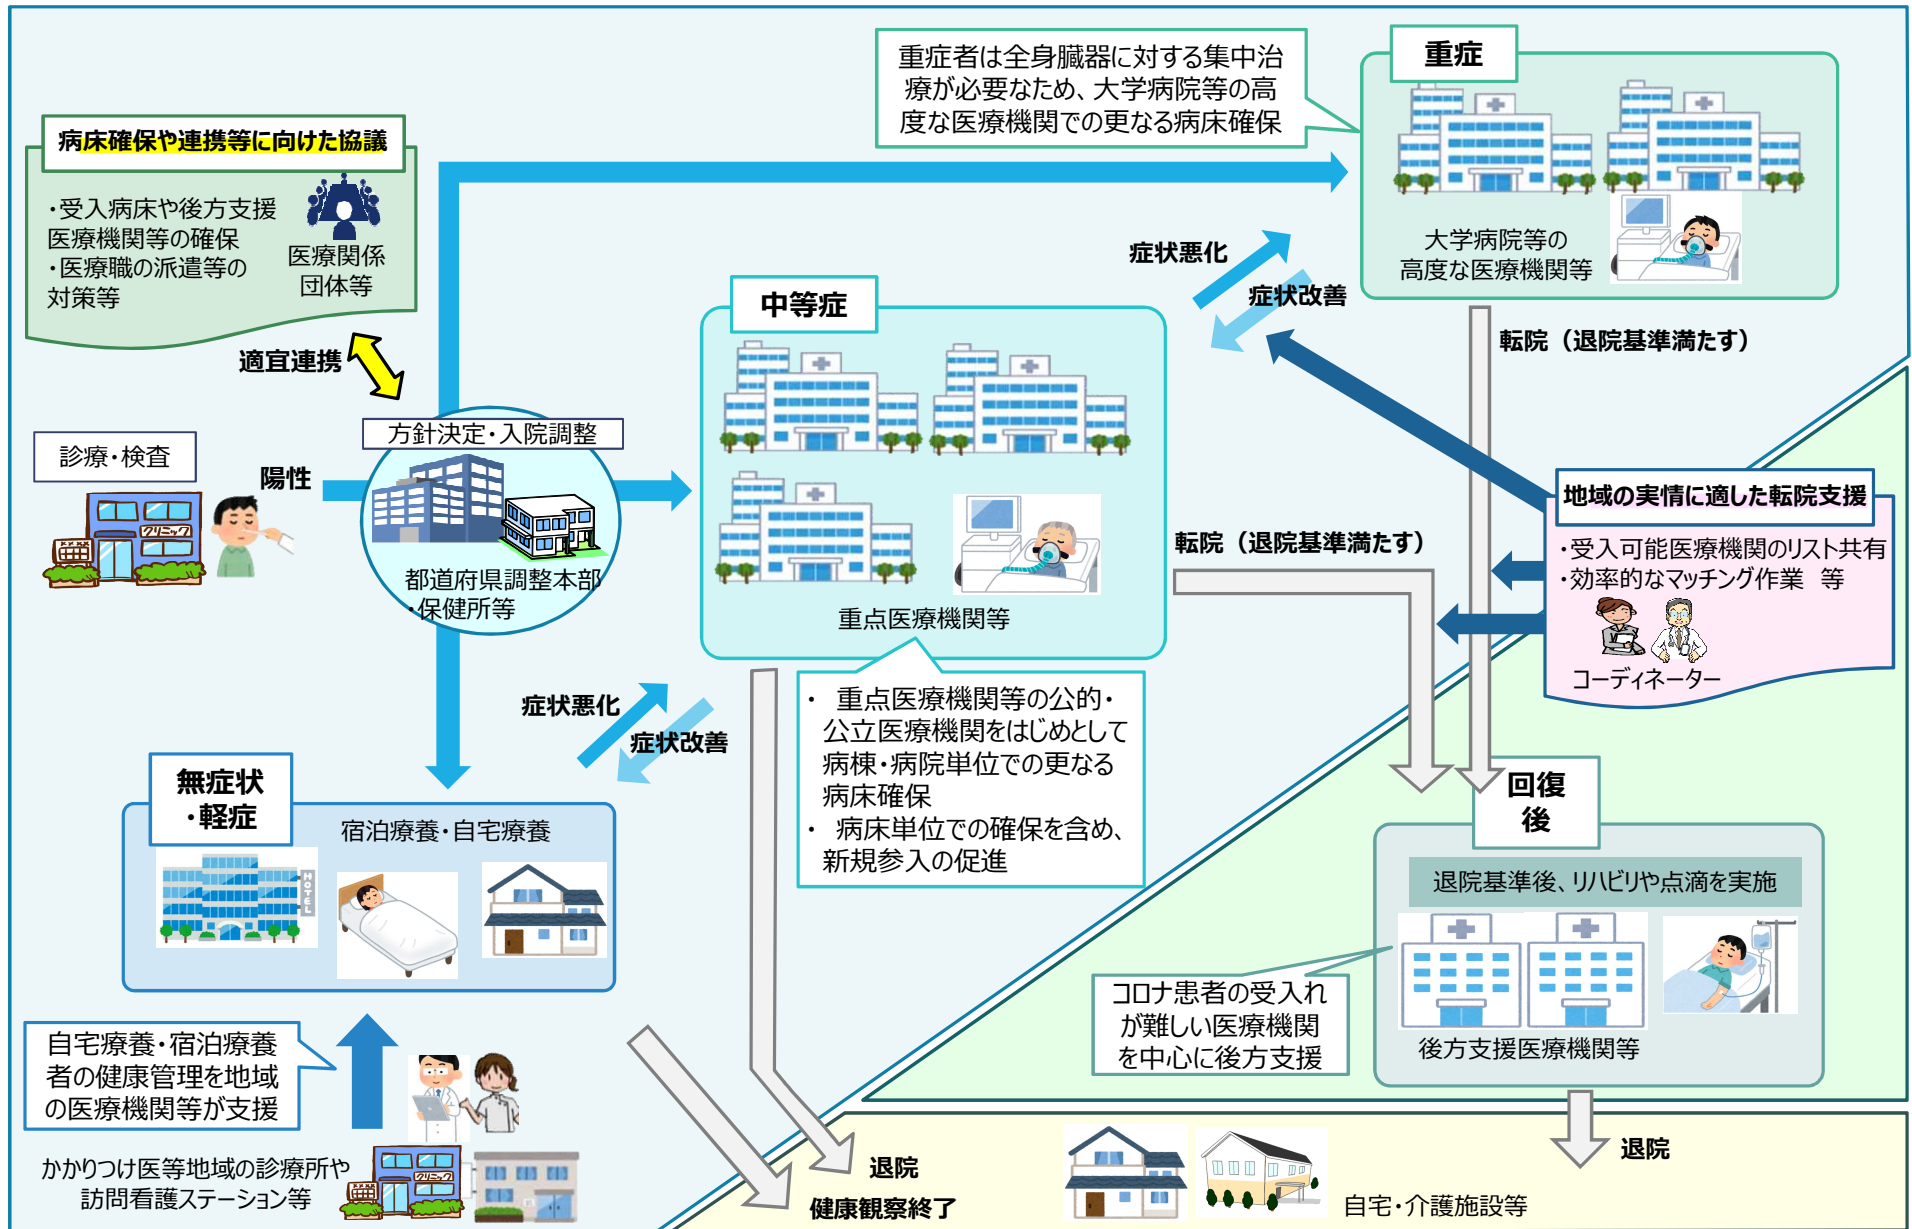 重症者は全身臓器に対する集中治
療が必要なため、大学病院等の高
度な医療機関での更なる病床確保
重症
大学病院等の
高度な医療機関等
病床確保や連携等に向けた協議
・受入病床や後方支援
医療機関等の確保
・医療職の派遣等の
対策等
医療関係
団体等
適宜連携
症状悪化
症状改善
中等症
転院（退院基準満たす）
診療・検査
クリニック
陽性
方針決定・入院調整
都道府県調整本部
・保健所等
重点医療機関等
転院（退院基準満たす）
地域の実情に適した転院支援
・受入可能医療機関のリスト共有
・効率的なマッチング作業　等
コーディネーター
・　重点医療機関等の公的・
公立医療機関をはじめとして
病棟・病院単位での更なる
病床確保
・　病床単位での確保を含め、
新規参入の促進
症状悪化
症状改善
無症状
・軽症
宿泊療養・自宅療養
HOTEL
回復
後
退院基準後、リハビリや点滴を実施
後方支援医療機関等
コロナ患者の受入れ
が難しい医療機関
を中心に後方支援
自宅療養・宿泊療養
者の健康管理を地域
の医療機関等が支援
かかりつけ医等地域の診療所や
訪問看護ステーション等
クリニック
退院
健康観察終了
自宅・介護施設等
退院